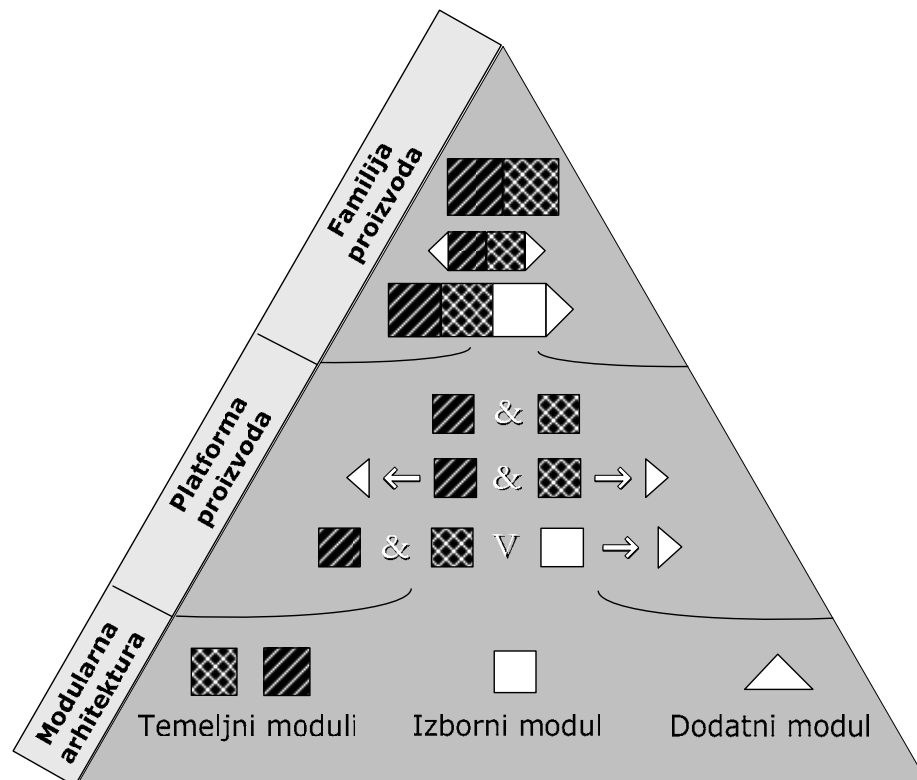 Familija
proizvoda
&
Platforma
proizvoda
&
& V
Modularna
arhitektura
Temeljni moduli Izborni modul Dodatni modul